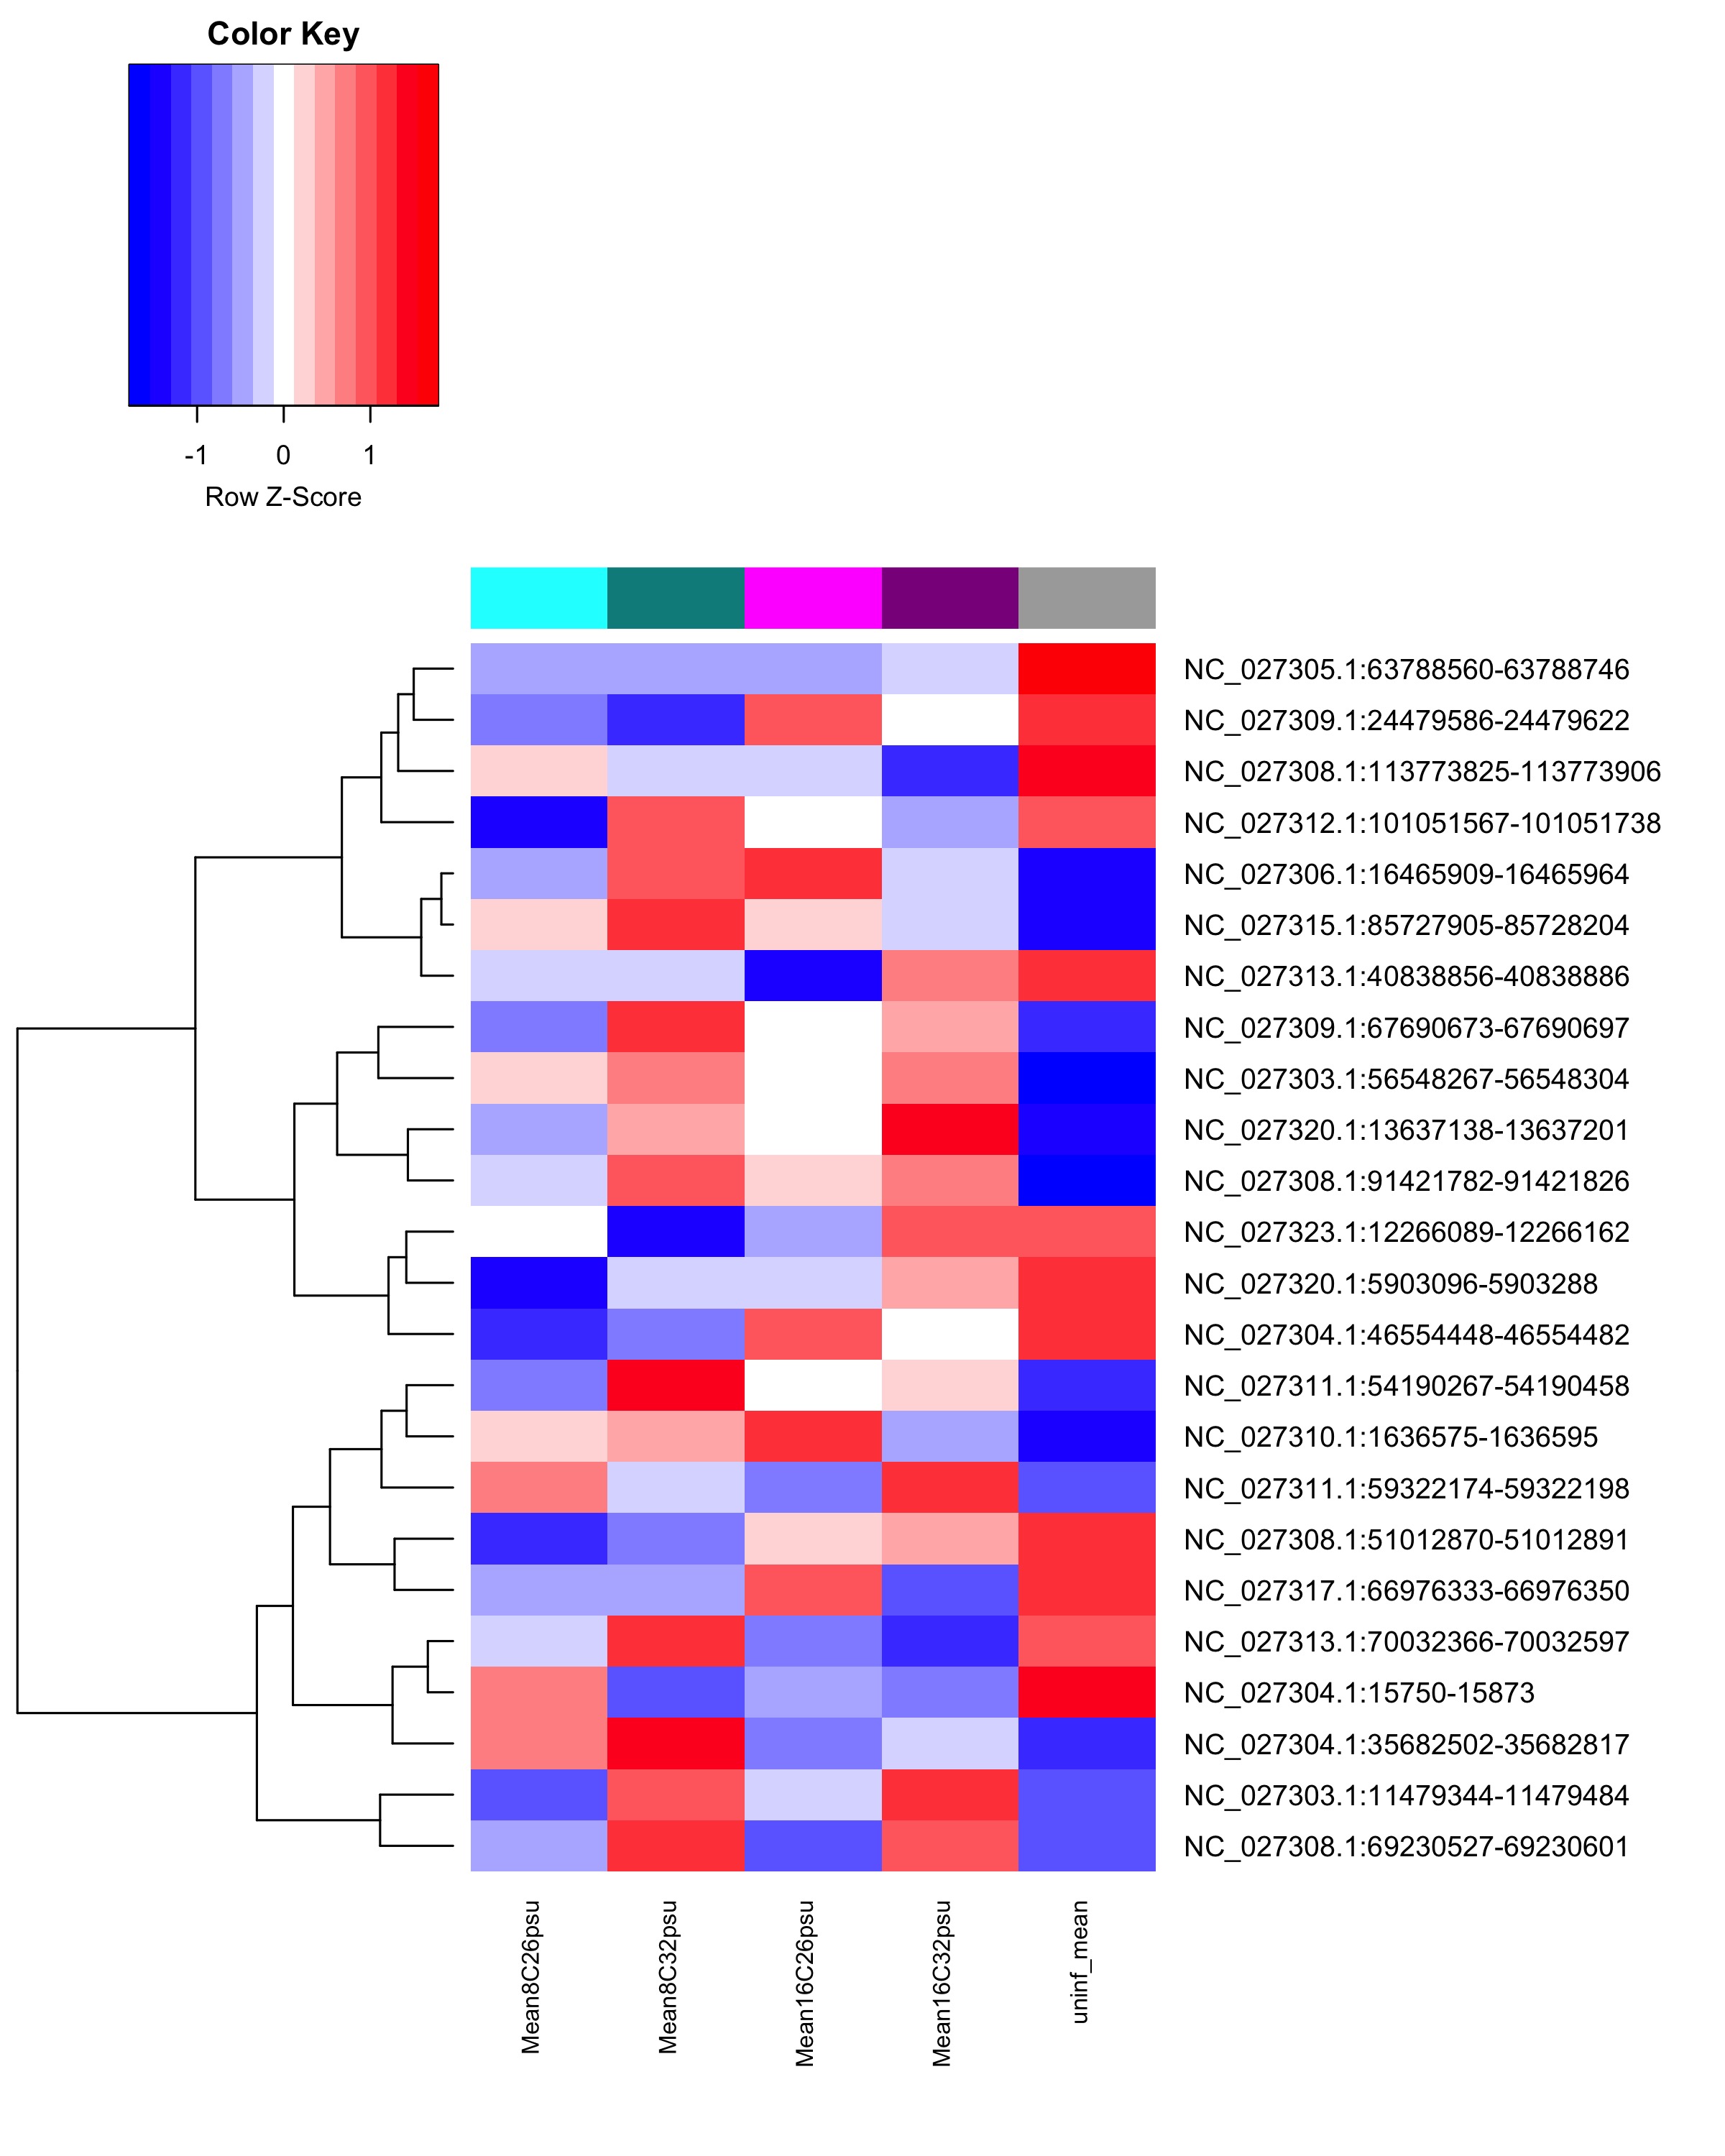 Color Key
-1 0 1
Row Z-Score
NC_027305.1:63788560-63788746
NC_027309.1:24479586-24479622
NC_027308.1:113773825-113773906
NC_027312.1:101051567-101051738
NC_027306.1:16465909-16465964
NC_027315.1:85727905-85728204
NC_027313.1:40838856-40838886
NC_027309.1:67690673-67690697
NC_027303.1:56548267-56548304
NC_027320.1:13637138-13637201
NC_027308.1:91421782-91421826
NC_027323.1:12266089-12266162
NC_027320.1:5903096-5903288
NC_027304.1:46554448-46554482
NC_027311.1:54190267-54190458
NC_027310.1:1636575-1636595
NC_027311.1:59322174-59322198
NC_027308.1:51012870-51012891
NC_027317.1:66976333-66976350
NC_027313.1:70032366-70032597
NC_027304.1:15750-15873
NC_027304.1:35682502-35682817
NC_027303.1:11479344-11479484
NC_027308.1:69230527-69230601
Mean8C26psu
Mean8C32psu
Mean16C26psu
Mean16C32psu
uninf_mean